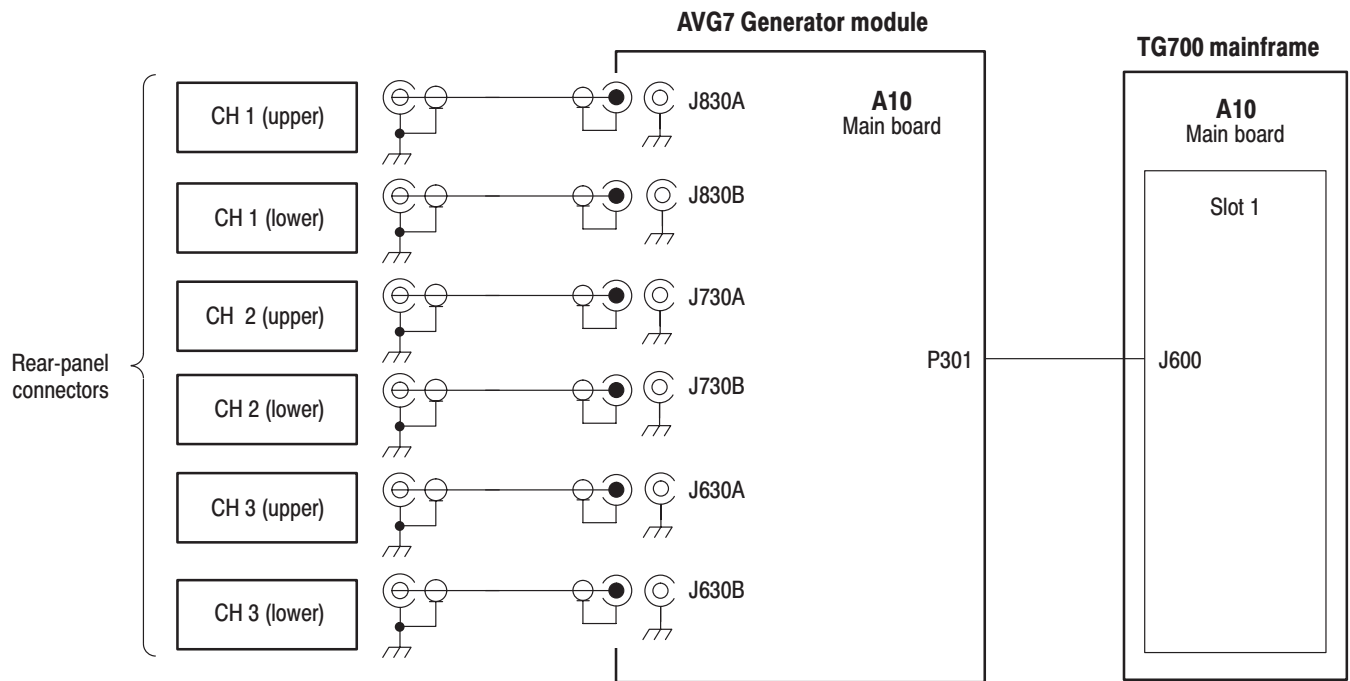 AVG7 Generator module
TG700 mainframe
Rear-panel
connectors
CH 1 (upper)
CH 1 (lower)
CH 2 (upper)
CH 2 (lower)
CH 3 (upper)
CH 3 (lower)
J830A
J830B
J730A
J730B
J630A
J630B
A10
Main board
P301
A10
Main board
Slot 1
J600